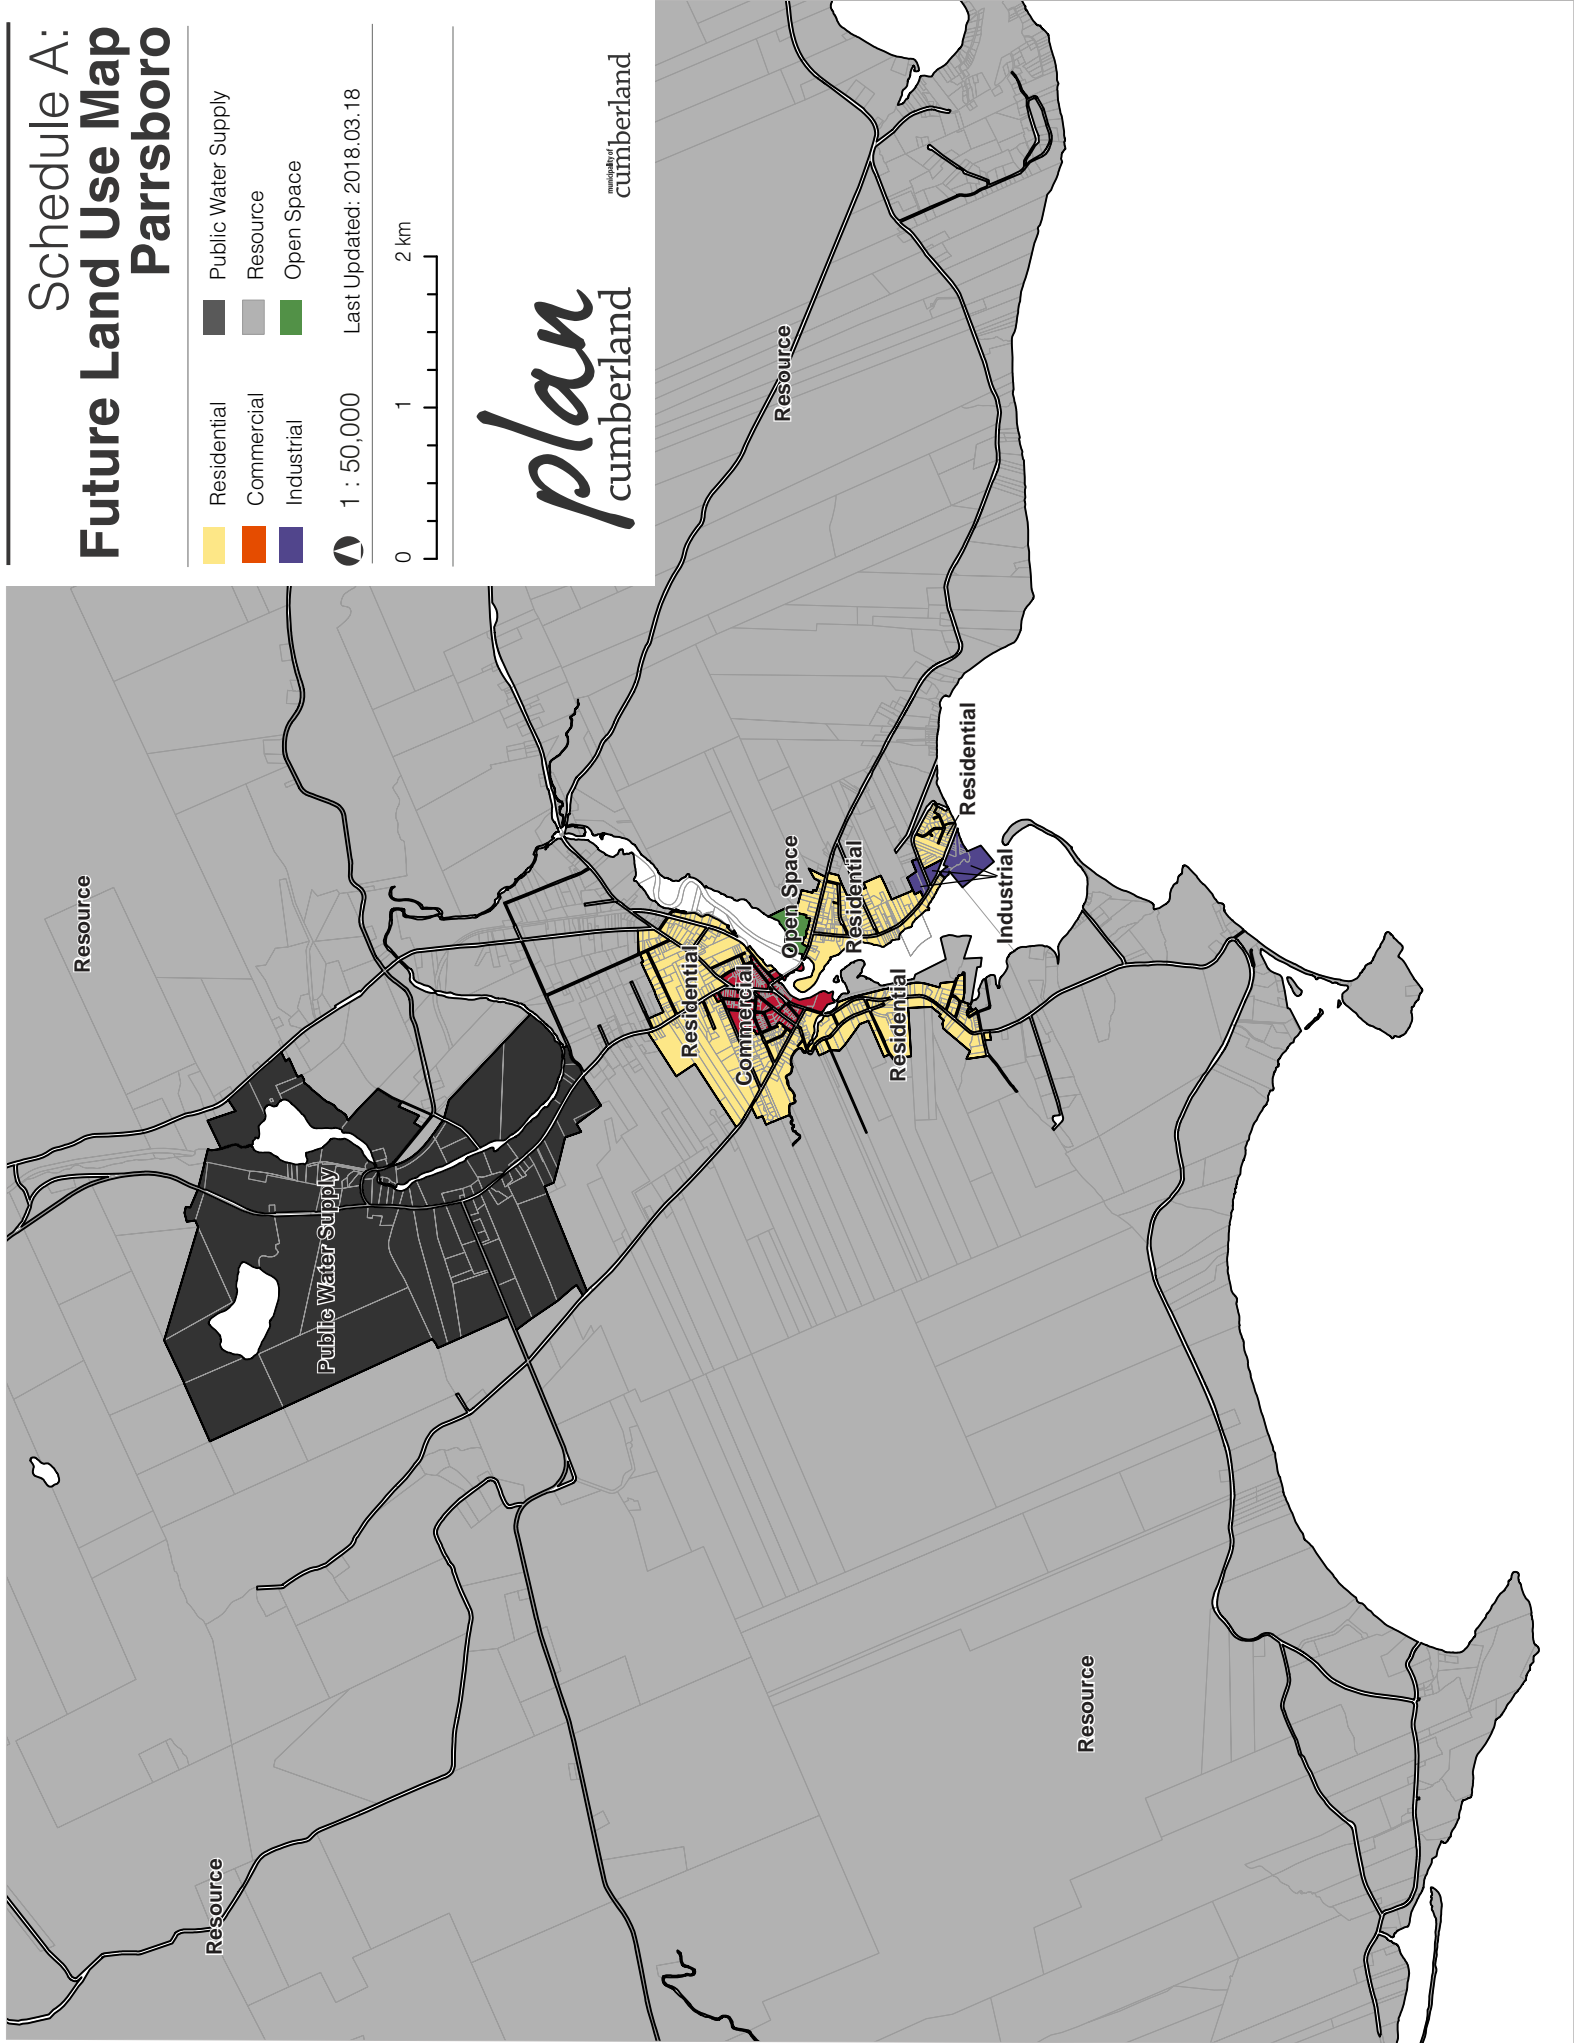 Schedule A:
Future Land Use Map
Parrsboro
Residential
Commercial
Industrial
Public Water Supply
Resource
Open Space
1 : 50,000
Last Updated: 2018.03.18
0 1 2 km
plan
cumberland
municipality of
cumberland
Resource
Resource
Public Water Supply
Residential
Commercial
Open Space
Residential
Residential
Residential
Industrial
Resource
Resource